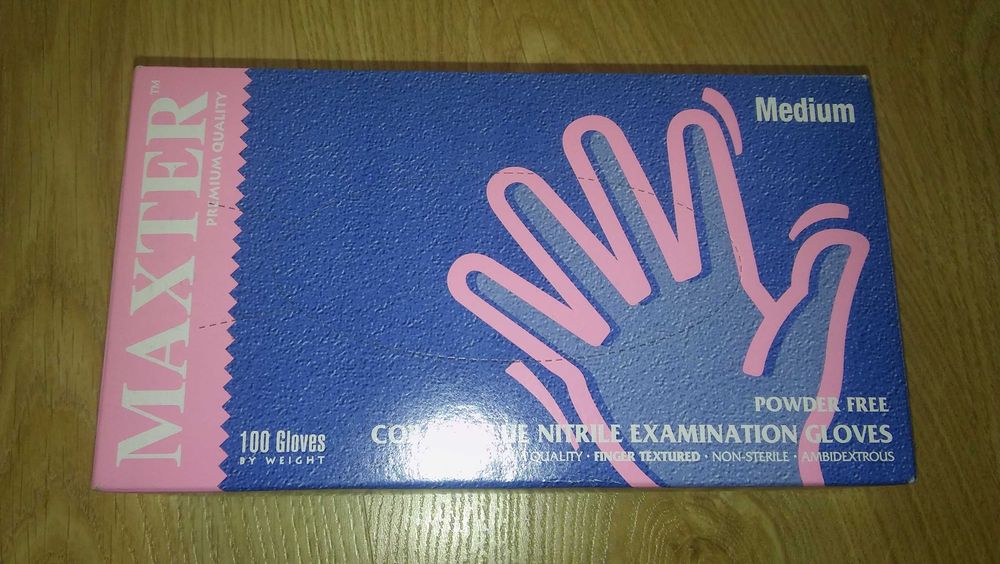 MAXTER™
PREMIUM QUALITY
Medium
100 Gloves
BY WEIGHT
POWDER FREE
NITRILE EXAMINATION GLOVES
QUALITY · FINGER TEXTURED · NON-STERILE · AMBIDEXTROUS